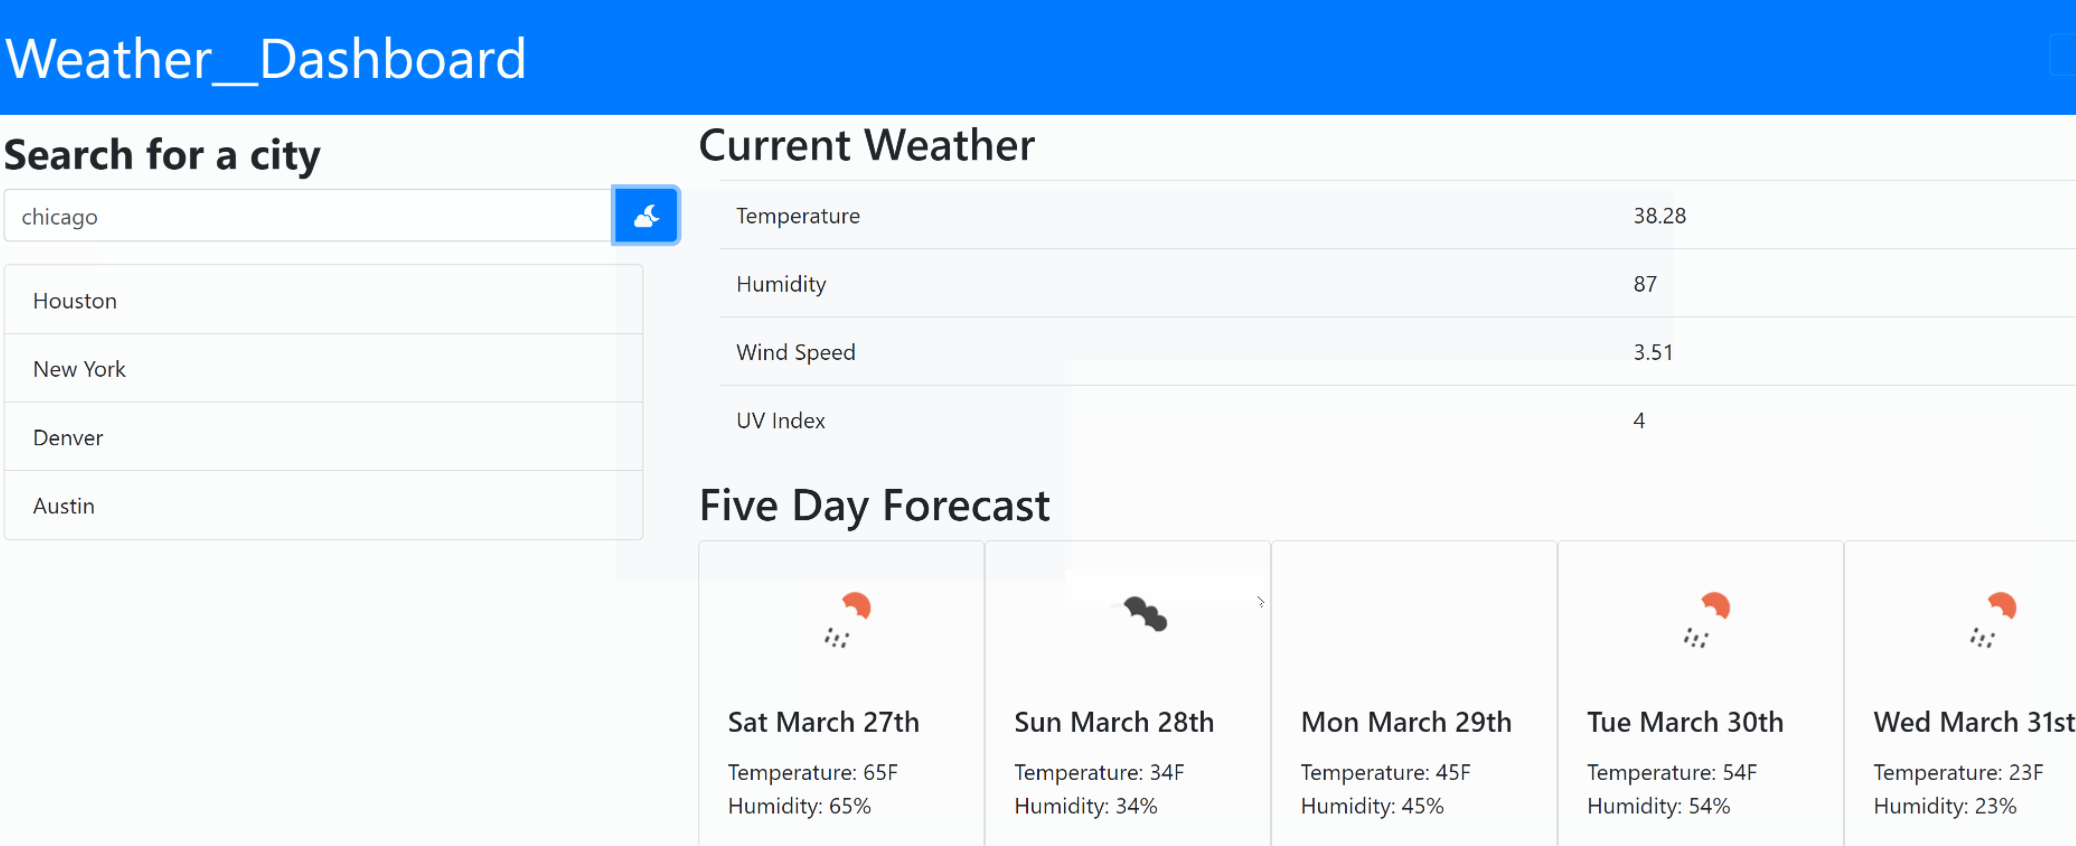 Weather__Dashboard
Search for a city
chicago
Houston
New York
Denver
Austin
Current Weather
Temperature 38.28
Humidity 87
Wind Speed 3.51
UV Index 4
Five Day Forecast
Sat March 27th
Temperature: 65F
Humidity: 65%
Sun March 28th
Temperature: 34F
Humidity: 34%
Mon March 29th
Temperature: 45F
Humidity: 45%
Tue March 30th
Temperature: 54F
Humidity: 54%
Wed March 31st
Temperature: 23F
Humidity: 23%